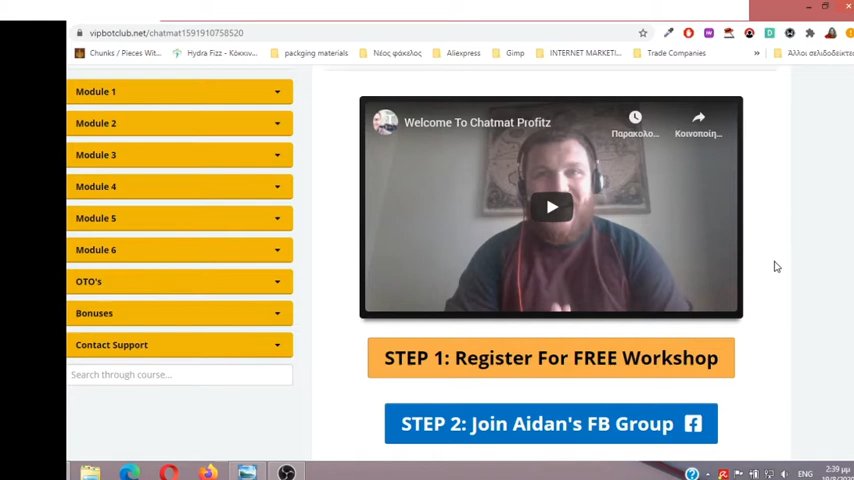 vipbotclub.net/chatmat1591910758520
Chunks / Pieces Wit...
Hydra Fizz - Κόκκιν...
packging materials
Νέος φάκελος
Aliexpress
Gimp
INTERNET MARKETI...
Trade Companies
»
Άλλοι σελιδοδείκτες
Module 1
Module 2
Module 3
Module 4
Module 5
Module 6
OTO's
Bonuses
Contact Support
Search through course...
Welcome To Chatmat Profitz
Παρακολο...
Κοινοποίη...
STEP 1: Register For FREE Workshop
STEP 2: Join Aidan's FB Group
ENG
2:39 μμ